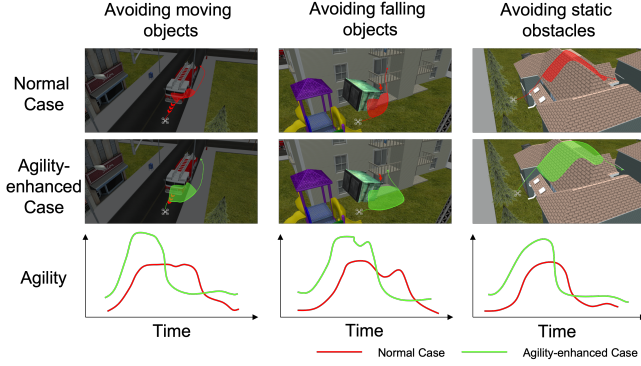 Avoiding moving
objects
Avoiding falling
objects
Avoiding static
obstacles
Normal
Case
Agility-
enhanced
Case
Agility
Time
Time
Time
Normal Case
Agility-enhanced Case